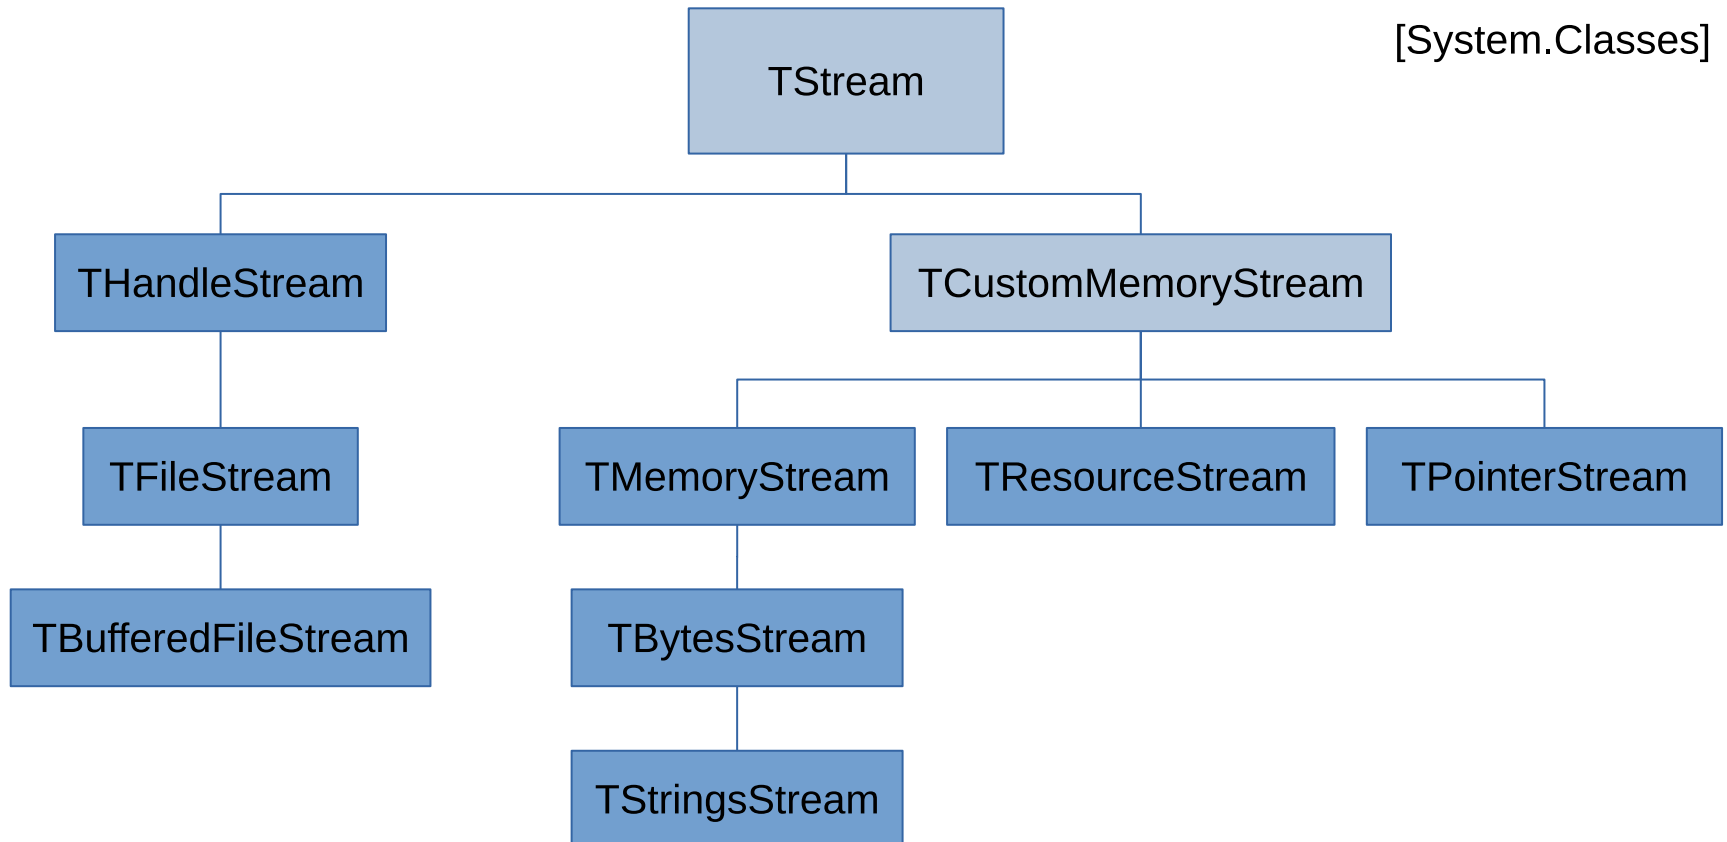 TStream
[System.Classes]
THandleStream
TCustomMemoryStream
TFileStream
TMemoryStream
TResourceStream
TPointerStream
TBufferedFileStream
TBytesStream
TStringsStream